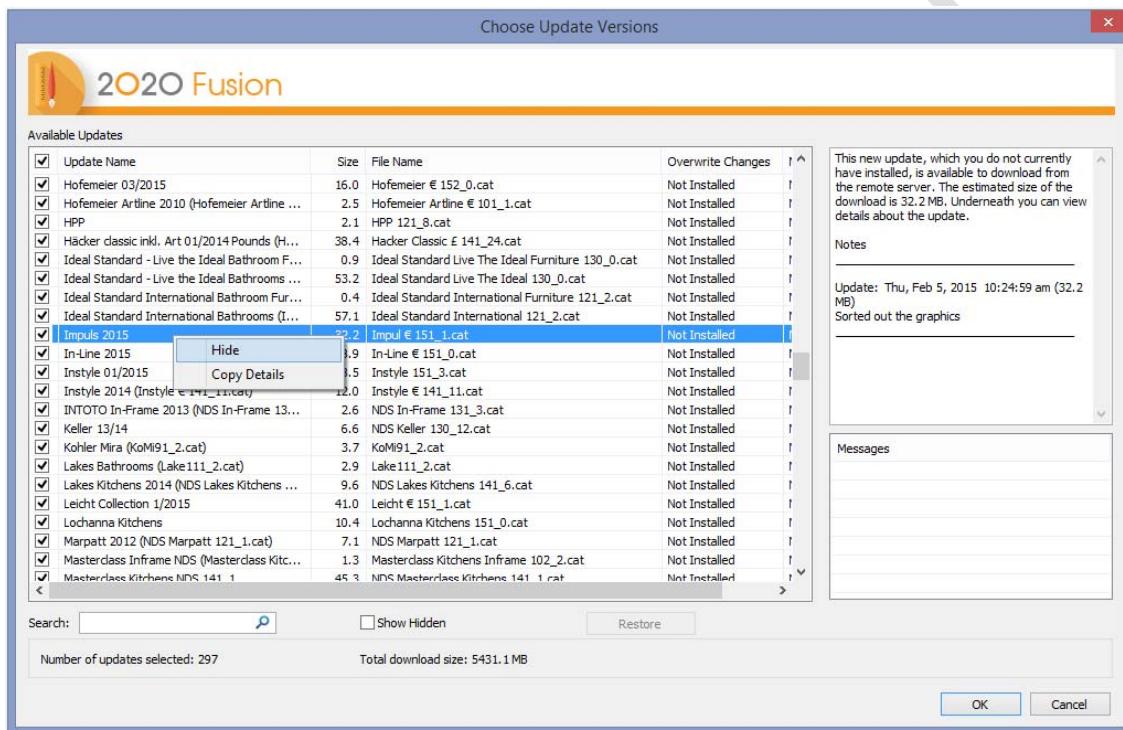 Choose Update Versions
2020 Fusion
Available Updates
Update Name Size File Name Overwrite Changes
Hofemeier 03/2015 16.0 Hofemeier € 152_0.cat Not Installed
Hofemeier Artline 2010 (Hofemeier Artline ... 2.5 Hofemeier Artline € 101_1.cat Not Installed
HPP 2.1 HPP 121_8.cat Not Installed
Häcker classic inkl. Art 01/2014 Pounds (H... 38.4 Hacker Classic £ 141_24.cat Not Installed
Ideal Standard - Live the Ideal Bathroom F... 0.9 Ideal Standard Live The Ideal Furniture 130_0.cat Not Installed
Ideal Standard - Live the Ideal Bathrooms ... 53.2 Ideal Standard Live The Ideal 130_0.cat Not Installed
Ideal Standard International Bathroom Fur... 0.4 Ideal Standard International Furniture 121_2.cat Not Installed
Ideal Standard International Bathrooms (I... 57.1 Ideal Standard International 121_2.cat Not Installed
Impuls 2015 32.2 Impul € 151_1.cat Not Installed
In-Line 2015 .9 In-Line € 151_0.cat Not Installed
Instyle 01/2015 .5 Instyle 151_3.cat Not Installed
Instyle 2014 (Instyle € 141_11.cat) 12.0 Instyle € 141_11.cat Not Installed
INTOTO In-Frame 2013 (NDS In-Frame 13... 2.6 NDS In-Frame 131_3.cat Not Installed
Keller 13/14 6.6 NDS Keller 130_12.cat Not Installed
Kohler Mira (KoMi91_2.cat) 3.7 KoMi91_2.cat Not Installed
Lakes Bathrooms (Lake111_2.cat) 2.9 Lake111_2.cat Not Installed
Lakes Kitchens 2014 (NDS Lakes Kitchens ... 9.6 NDS Lakes Kitchens 141_6.cat Not Installed
Leicht Collection 1/2015 41.0 Leicht € 151_1.cat Not Installed
Lochanna Kitchens 10.4 Lochanna Kitchens 151_0.cat Not Installed
Marpatt 2012 (NDS Marpatt 121_1.cat) 7.1 NDS Marpatt 121_1.cat Not Installed
Masterclass Inframe NDS (Masterclass Kitc... 1.3 Masterclass Kitchens Inframe 102_2.cat Not Installed
Masterclass Kitchens NDS 141_1 45.3 NDS Masterclass Kitchens 141_1.cat Not Installed
Hide
Copy Details
This new update, which you do not currently
have installed, is available to download from
the remote server. The estimated size of the
download is 32.2 MB. Underneath you can view
details about the update.
Notes
Update: Thu, Feb 5, 2015 10:24:59 am (32.2
MB)
Sorted out the graphics
Messages
Search: Show Hidden Restore
Number of updates selected: 297 Total download size: 5431.1 MB
OK Cancel